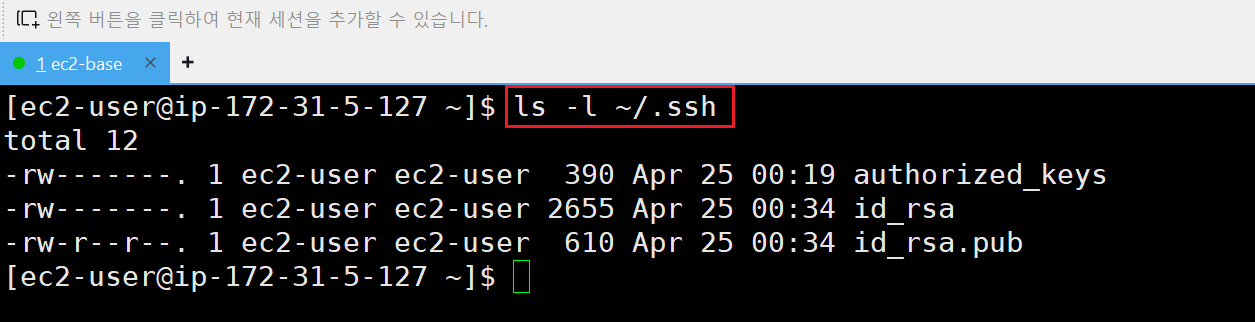 왼쪽 버튼을 클릭하여 현재 세션을 추가할 수 있습니다.
1 ec2-base × +
[ec2-user@ip-172-31-5-127 ~]$ ls -l ~/.ssh
total 12
-rw-------. 1 ec2-user ec2-user  390 Apr 25 00:19 authorized_keys
-rw-------. 1 ec2-user ec2-user 2655 Apr 25 00:34 id_rsa
-rw-r--r--. 1 ec2-user ec2-user  610 Apr 25 00:34 id_rsa.pub
[ec2-user@ip-172-31-5-127 ~]$